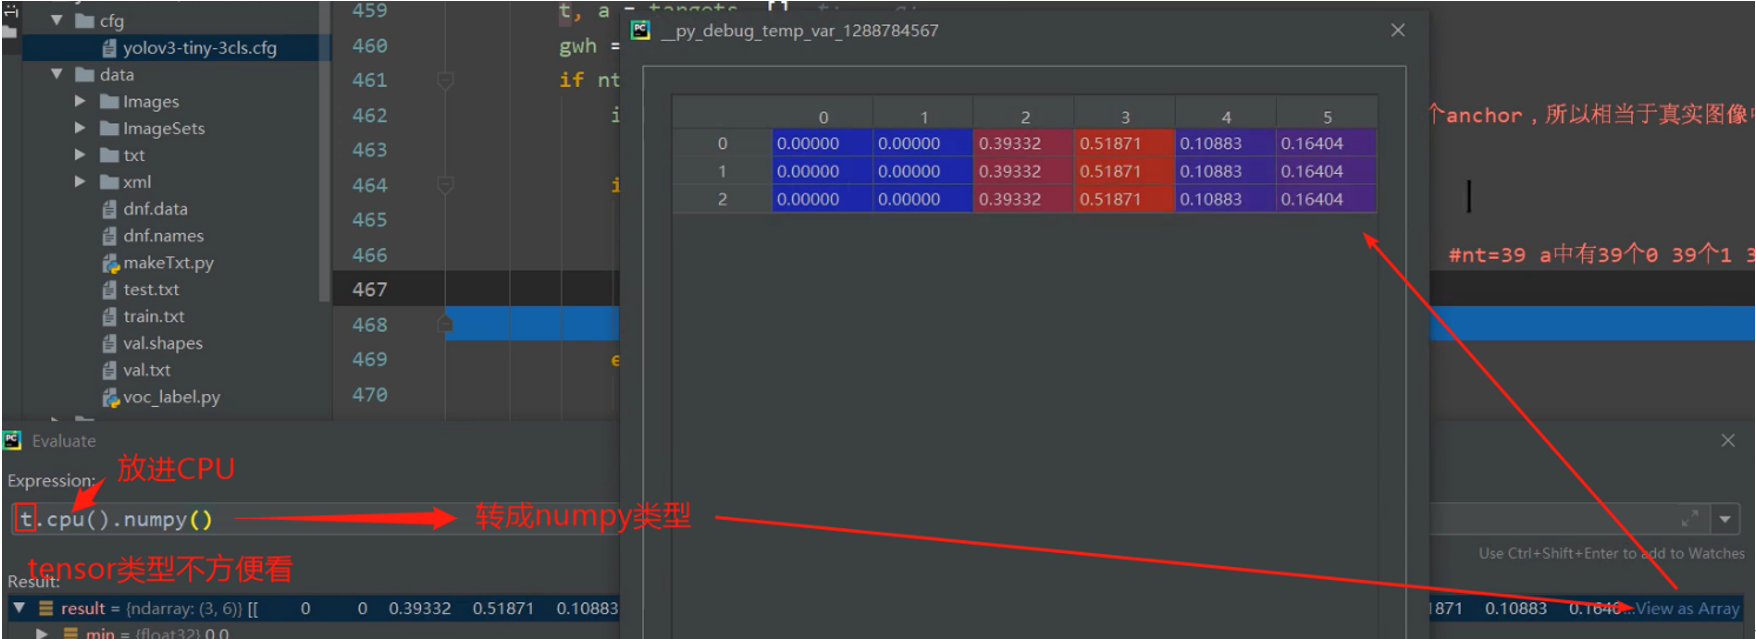 cfg
yolov3-tiny-3cls.cfg
data
Images
ImageSets
txt
xml
dnf.data
dnf.names
makeTxt.py
test.txt
train.txt
val.shapes
val.txt
voc_label.py
459
460 gwh =
461 if nt
462 i
463
464 i
465
466
467
468
469 e
470
__py_debug_temp_var_1288784567
0 1 2 3 4 5
0 0.00000 0.00000 0.39332 0.51871 0.10883 0.16404
1 0.00000 0.00000 0.39332 0.51871 0.10883 0.16404
2 0.00000 0.00000 0.39332 0.51871 0.10883 0.16404
个anchor，所以相当于真实图像
#nt=39 a中有39个0 39个1 3
Evaluate
放进CPU
Expression:
t.cpu().numpy()
转成numpy类型
Use Ctrl+Shift+Enter to add to Watches
tensor类型不方便看
Result:
result = {ndarray: (3, 6)} [[ 0 0 0.39332 0.51871 0.10883
1871 0.10883 0.1640...View as Array
min = {float32} 0.0